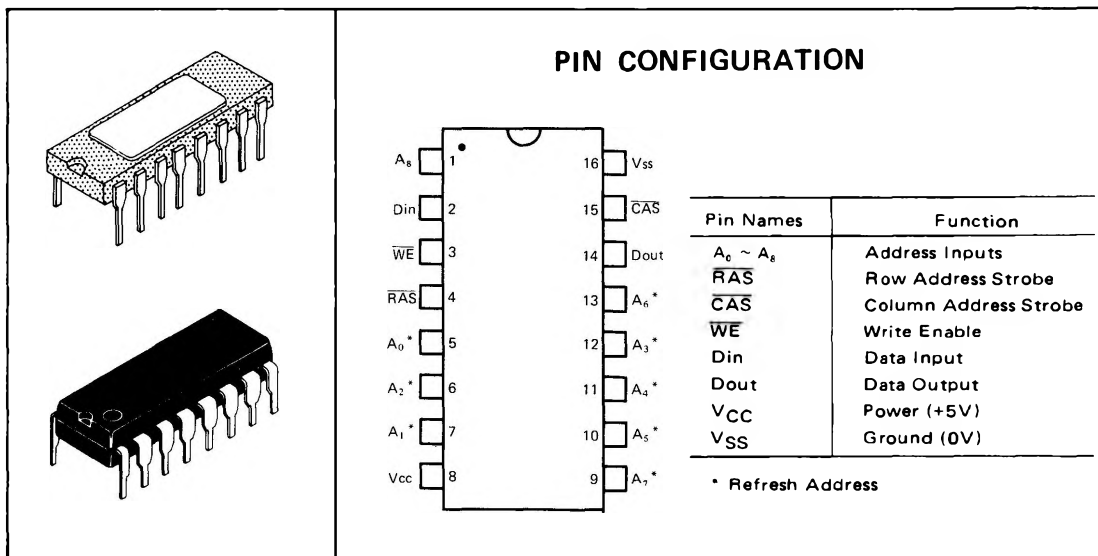 PIN CONFIGURATION
A₈ 1 16 Vss
Din 2 15 C̅A̅S̅
W̅E̅ 3 14 Dout
R̅A̅S̅ 4 13 A₆*
A₀* 5 12 A₃*
A₂* 6 11 A₄*
A₁* 7 10 A₅*
Vcc 8 9 A₇*
Pin Names Function
A₀ ~ A₈ Address Inputs
R̅A̅S̅ Row Address Strobe
C̅A̅S̅ Column Address Strobe
W̅E̅ Write Enable
Din Data Input
Dout Data Output
VCC Power (+5V)
VSS Ground (0V)
* Refresh Address